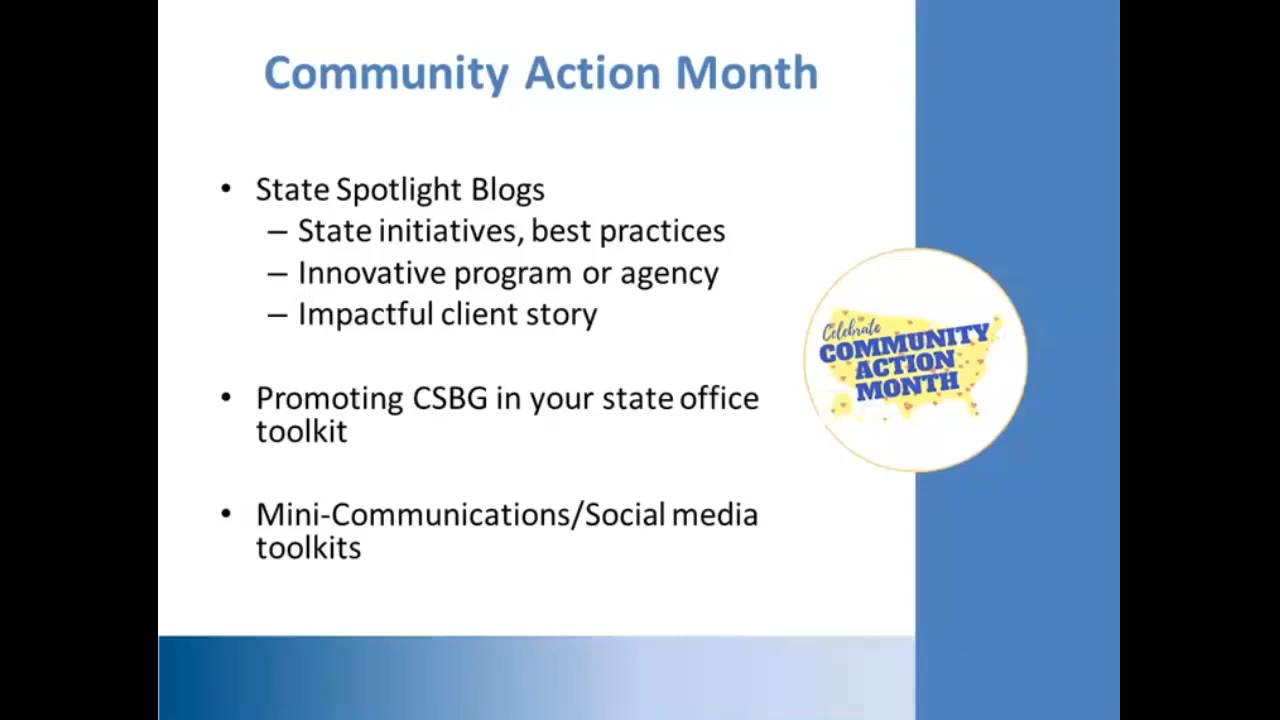 Community Action Month
• State Spotlight Blogs
– State initiatives, best practices
– Innovative program or agency
– Impactful client story
• Promoting CSBG in your state office
toolkit
• Mini-Communications/Social media
toolkits
Celebrate
COMMUNITY
ACTION
MONTH